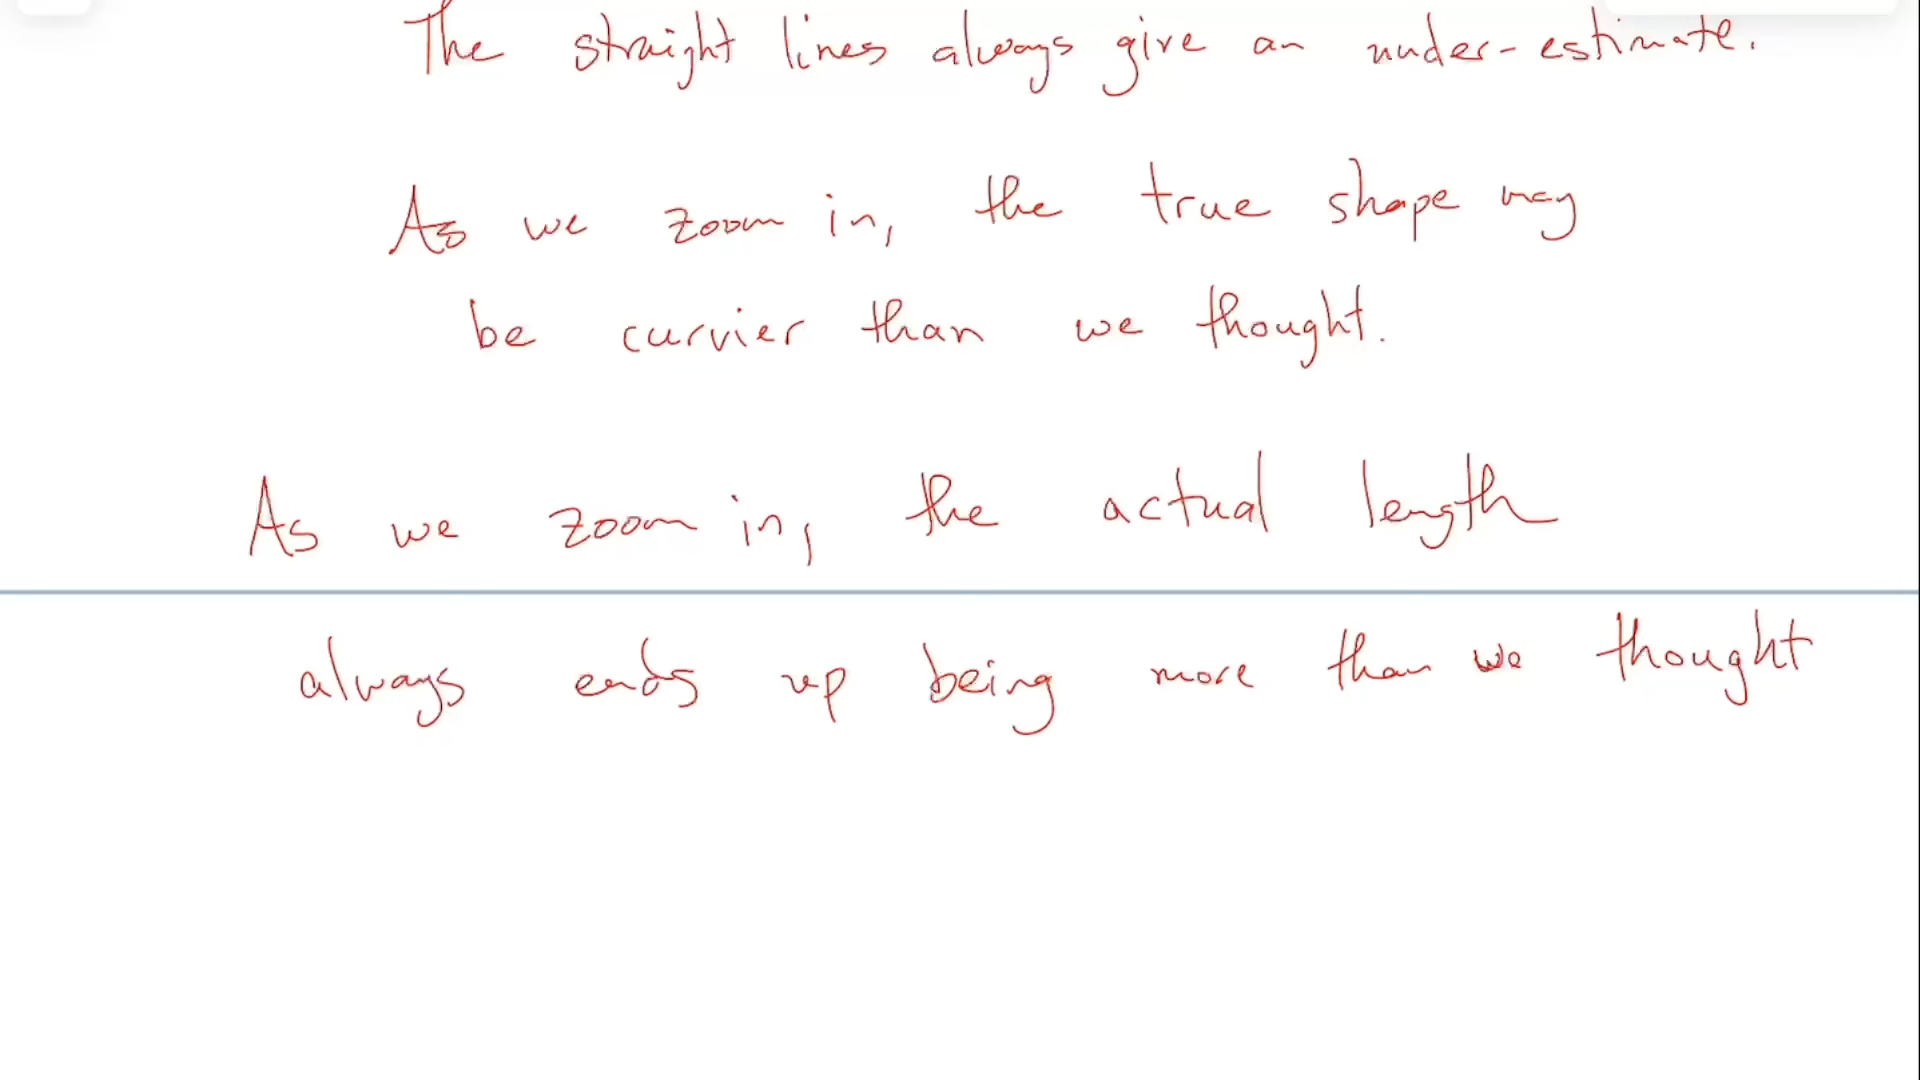 The straight lines always give an under-estimate.
As we zoom in, the true shape may
be curvier than we thought.
As we zoom in, the actual length
always ends up being more than we thought